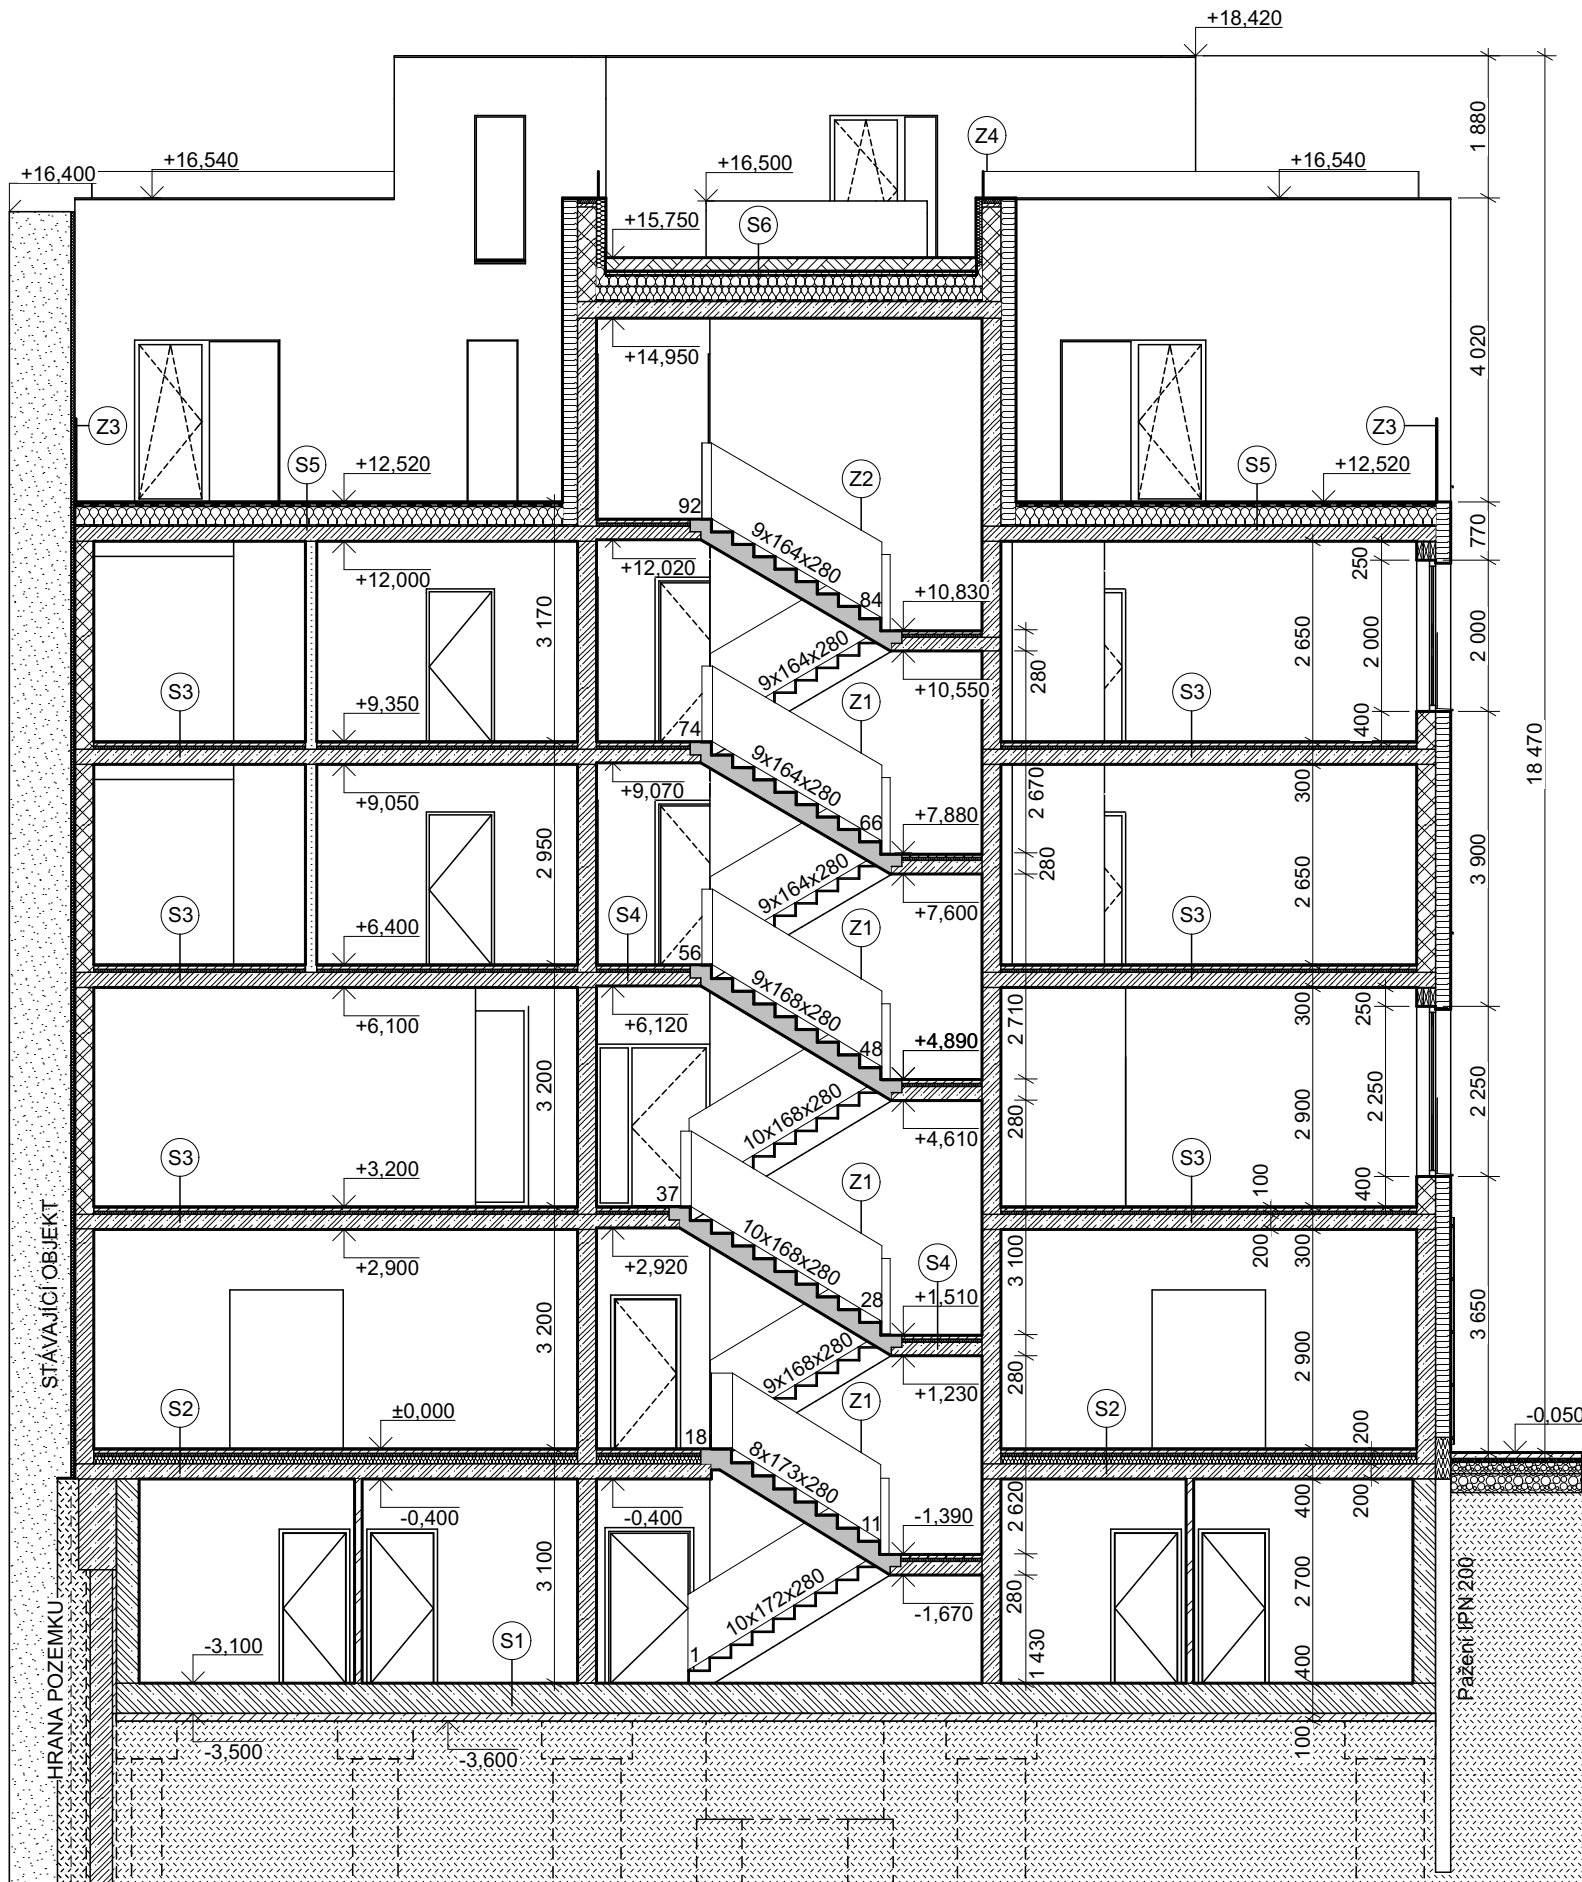 +18,420
Z4
+16,400
+16,540
+16,500
+16,540
1 880
+15,750
S6
+14,950
4 020
Z3
Z3
S5
+12,520
Z2
S5
+12,520
92
9x164x280
770
+12,000
+12,020
250
3 170
84
+10,830
2 650
2 000
2 000
9x164x280
280
+10,550
S3
+9,350
Z1
S3
400
74
18 470
9x164x280
+9,050
+9,070
2 670
300
66
+7,880
2 950
280
2 650
3 900
9x164x280
+7,600
S3
S4
+6,400
Z1
S3
56
9x168x280
+6,100
+6,120
2 710
300
250
48
+4,890
3 200
10x168x280
280
+4,610
2 900
2 250
2 250
S3
+3,200
Z1
S3
400
100
37
10x168x280
+2,900
+2,920
3 100
S4
200
300
28
+1,510
STÁVAJÍCÍ OBJEKT
3 200
9x168x280
280
+1,230
2 900
3 650
S2
±0,000
Z1
S2
-0,050
18
200
8x173x280
-0,400
-0,400
2 620
400
200
11
-1,390
3 100
10x172x280
280
-1,670
2 700
Pažení IPN 200
HRANA POZEMKU
-3,100
S1
1
1 430
400
-3,500
-3,600
100